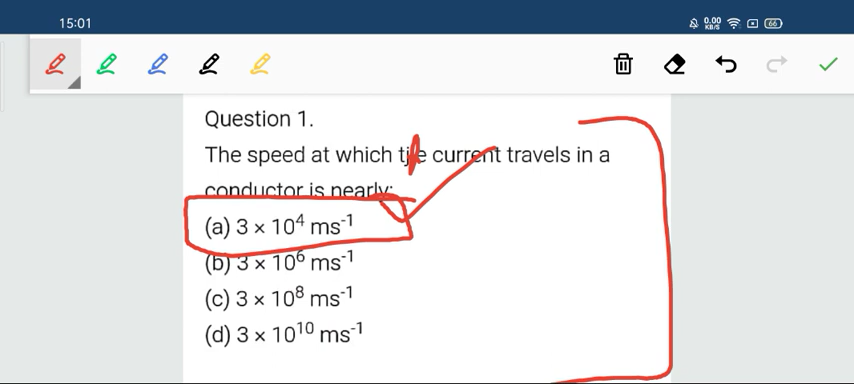 15:01
0.00 KB/S
66
Question 1.
The speed at which the current travels in a
conductor is nearly:
(a) 3 × 10⁴ ms⁻¹
(b) 3 × 10⁶ ms⁻¹
(c) 3 × 10⁸ ms⁻¹
(d) 3 × 10¹⁰ ms⁻¹